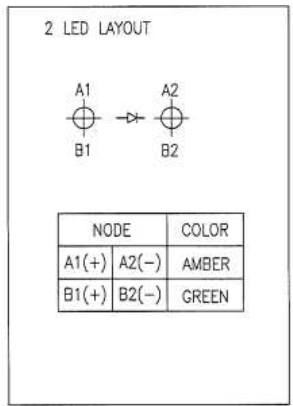 2 LED LAYOUT
A1 A2
B1 B2
NODE COLOR
A1(+) A2(−) AMBER
B1(+) B2(−) GREEN